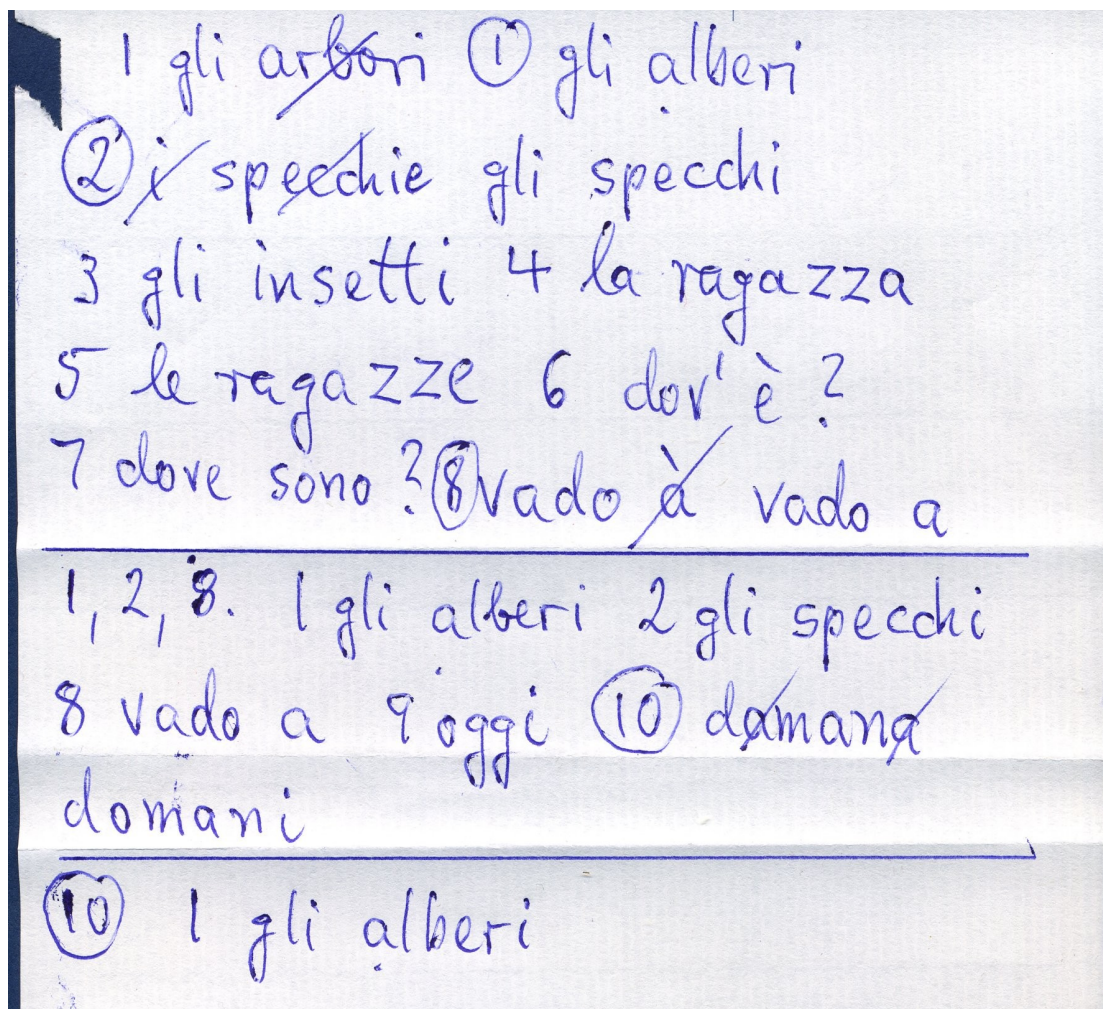 1 gli arbori ① gli alberi
② i specchie gli specchi
3 gli insetti 4 la ragazza
5 le ragazze 6 dov'è?
7 dove sono? ⑧ vado à vado a
1, 2, 8. 1 gli alberi 2 gli specchi
8 vado a 9 oggi ⑩ damana
domani
⑩ 1 gli alberi